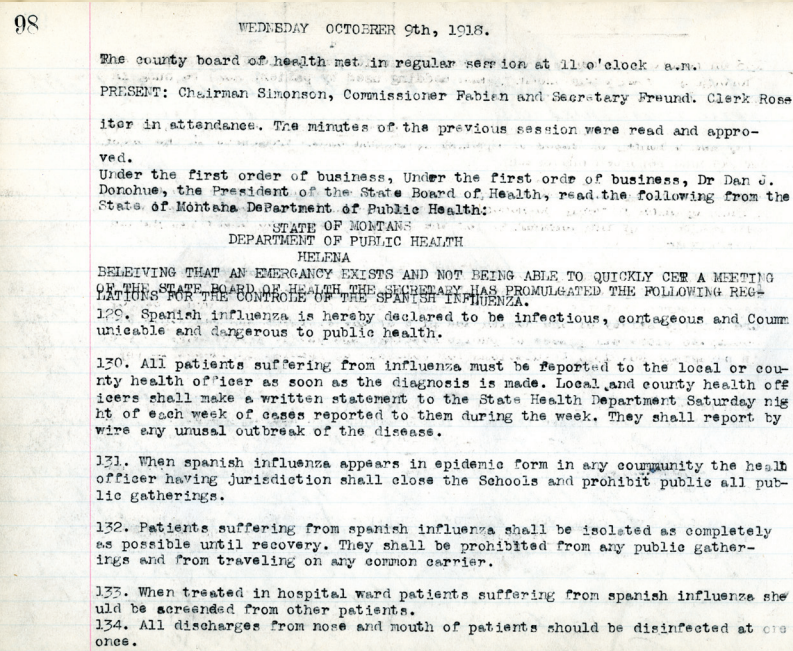 98
WEDNESDAY OCTOBRER 9th, 1918.
The county board of health met in regular session at 11 o'clock a.m.
PRESENT: Chairman Simonson, Commissioner Fabian and Secretary Freund. Clerk Rose
iter in attendance. The minutes of the previous session were read and appro-
ved.
Under the first order of business, Under the first ordr of business, Dr Dan J.
Donohue, the President of the State Board of Health, read the following from the
State of Montana DePartment of Public Health:
STATE OF MONTANS
DEPARTMENT OF PUBLIC HEALTH
HELENA
BELEIVING THAT AN EMERGANCY EXISTS AND NOT BEING ABLE TO QUICKLY GET A MEETING
OF THE STATE BOARD OF HEALTH THE SECRETARY HAS PROMULGATED THE FOLLOWING REG-
LATIONS FOR THE CONTROLE OF THE SPANISH INFHUENZA.
129. Spanish influenza is hereby declared to be infectious, contageous and Coumm
unicable and dangerous to public health.
130. All patients suffering from influenza must be reported to the local or cou-
nty health officer as soon as the diagnosis is made. Local and county health off
icers shall make a written statement to the State Health Department Saturday nig
ht of each week of cases reported to them during the week. They shall report by
wire any unusal outbreak of the disease.
131. When spanish influenza appears in epidemic form in any coummunity the healh
officer having jurisdiction shall close the Schools and prohibit public all pub-
lic gatherings.
132. Patients suffering from spanish influenza shall be isolated as completely
as possible until recovery. They shall be prohibited from any public gather-
ings and from traveling on any common carrier.
133. When treated in hospital ward patients suffering from spanish influenza sho
uld be acreended from other patients.
134. All discharges from nose and mouth of patients should be disinfected at
once.